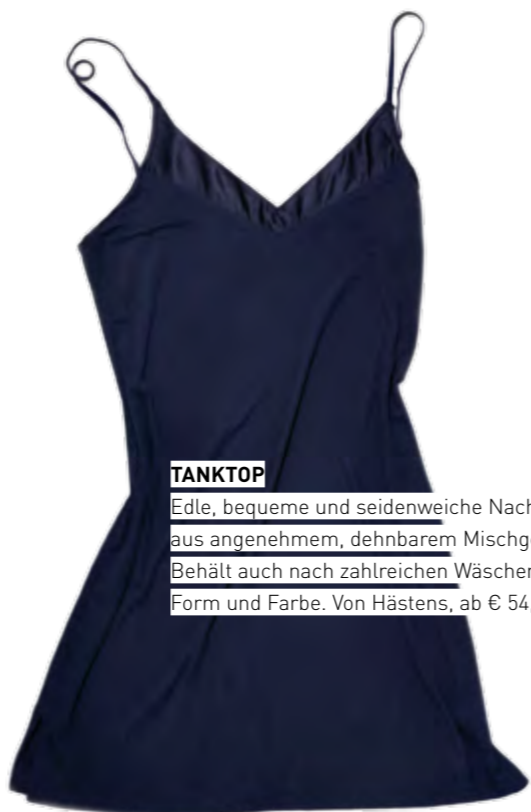 TANKTOP
Edle, bequeme und seidenweiche Nach
aus angenehmem, dehnbarem Mischg
Behält auch nach zahlreichen Wäschen
Form und Farbe. Von Hästens, ab € 54